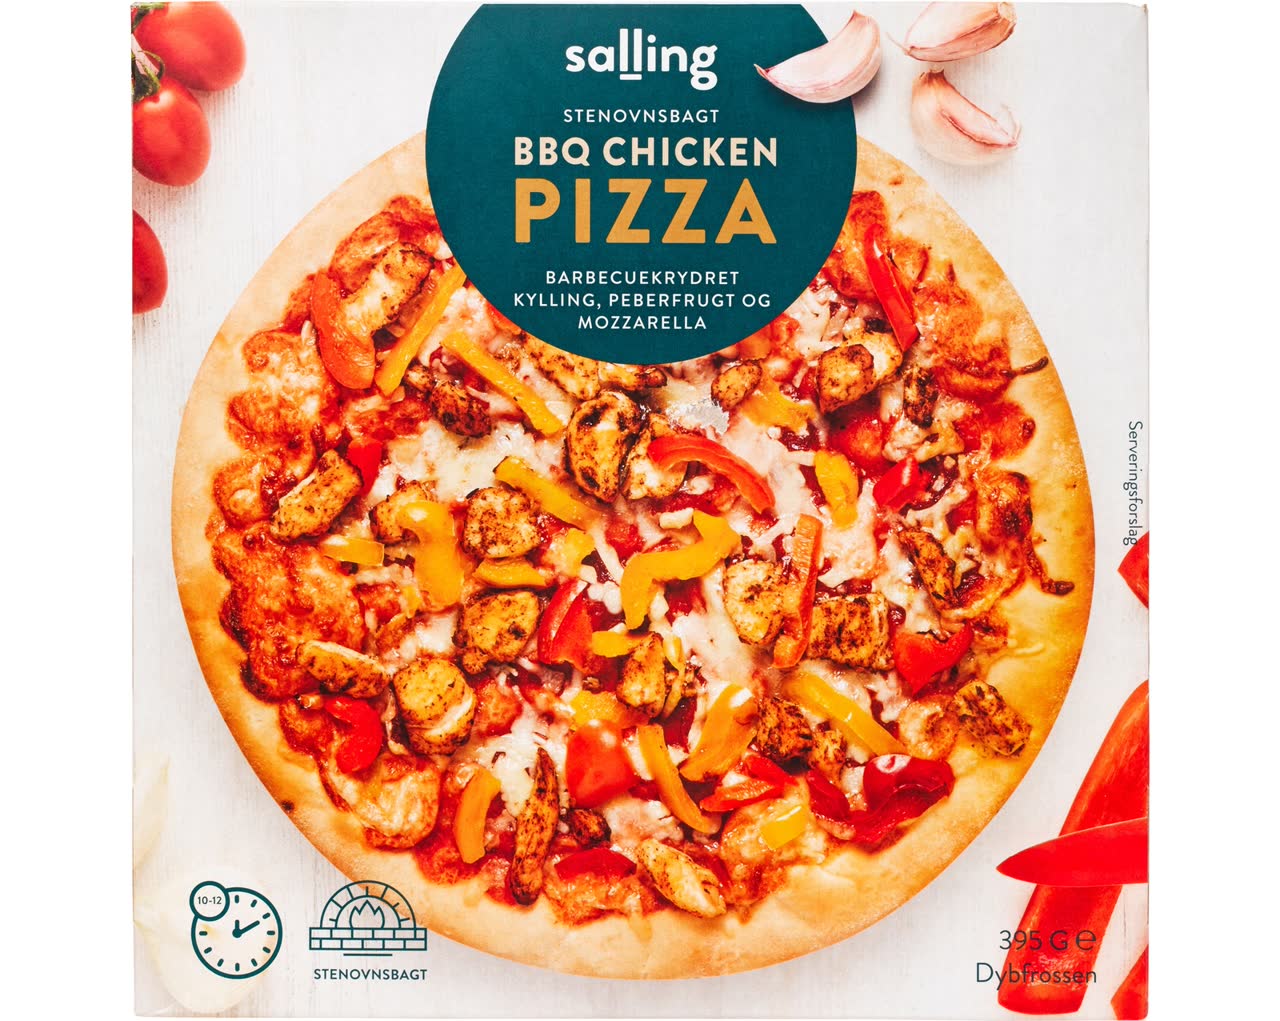 salling
STENOVNSBAGT
BBQ CHICKEN
PIZZA
BARBECUEKRYDRET
KYLLING, PEBERFRUGT OG
MOZZARELLA
Serveringsforslag
10-12
STENOVNSBAGT
395 G e
Dybfrossen